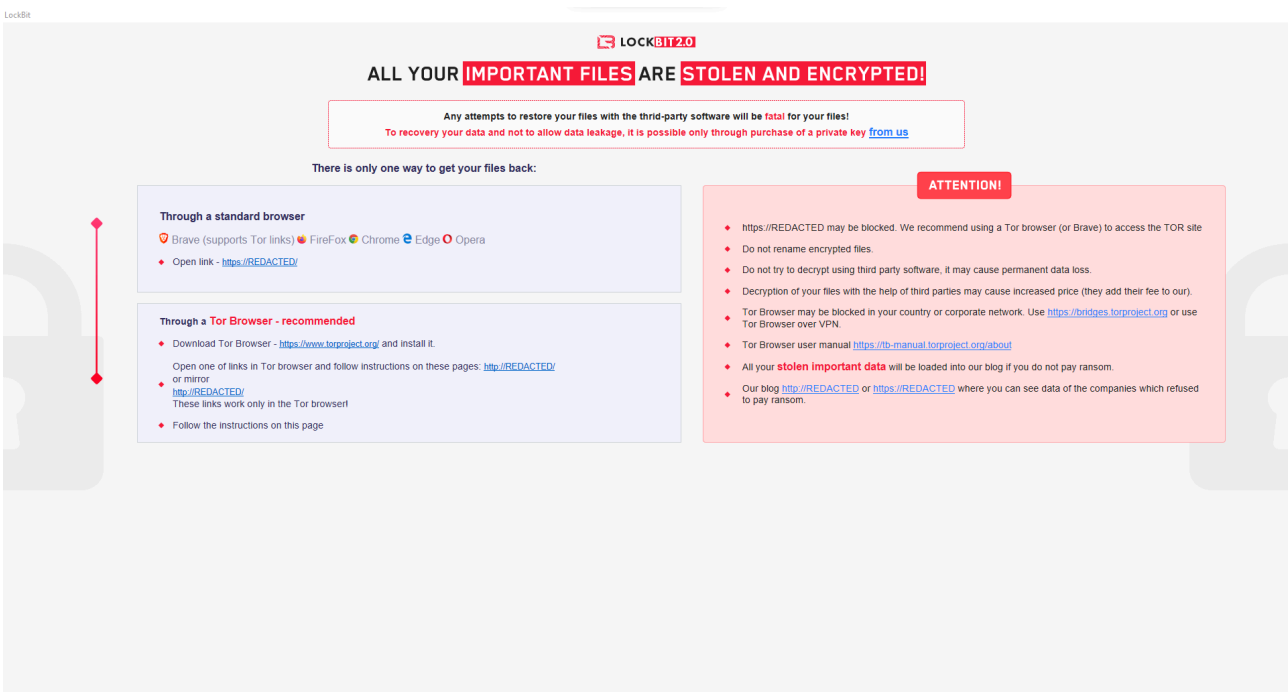 LockBit
LOCKBIT2.0
ALL YOUR IMPORTANT FILES ARE STOLEN AND ENCRYPTED!
Any attempts to restore your files with the thrid-party software will be fatal for your files!
To recovery your data and not to allow data leakage, it is possible only through purchase of a private key from us
There is only one way to get your files back:
Through a standard browser
Brave (supports Tor links) FireFox Chrome Edge Opera
Open link - https://REDACTED/
Through a Tor Browser - recommended
Download Tor Browser - https://www.torproject.org/ and install it.
Open one of links in Tor browser and follow instructions on these pages: http://REDACTED/
or mirror
http://REDACTED/
These links work only in the Tor browser!
Follow the instructions on this page
ATTENTION!
https://REDACTED may be blocked. We recommend using a Tor browser (or Brave) to access the TOR site
Do not rename encrypted files.
Do not try to decrypt using third party software, it may cause permanent data loss.
Decryption of your files with the help of third parties may cause increased price (they add their fee to our).
Tor Browser may be blocked in your country or corporate network. Use https://bridges.torproject.org or use
Tor Browser over VPN.
Tor Browser user manual https://tb-manual.torproject.org/about
All your stolen important data will be loaded into our blog if you do not pay ransom.
Our blog http://REDACTED or https://REDACTED where you can see data of the companies which refused
to pay ransom.